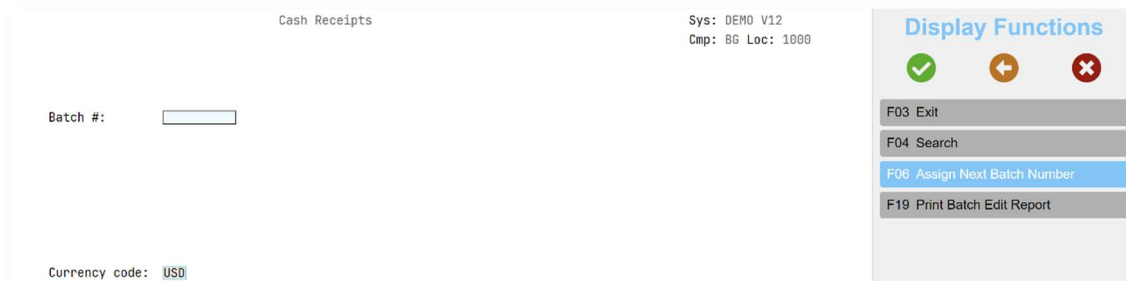 Cash Receipts
Sys: DEMO V12
Cmp: BG Loc: 1000
Batch #:
Currency code: USD
Display Functions
F03 Exit
F04 Search
F06 Assign Next Batch Number
F19 Print Batch Edit Report